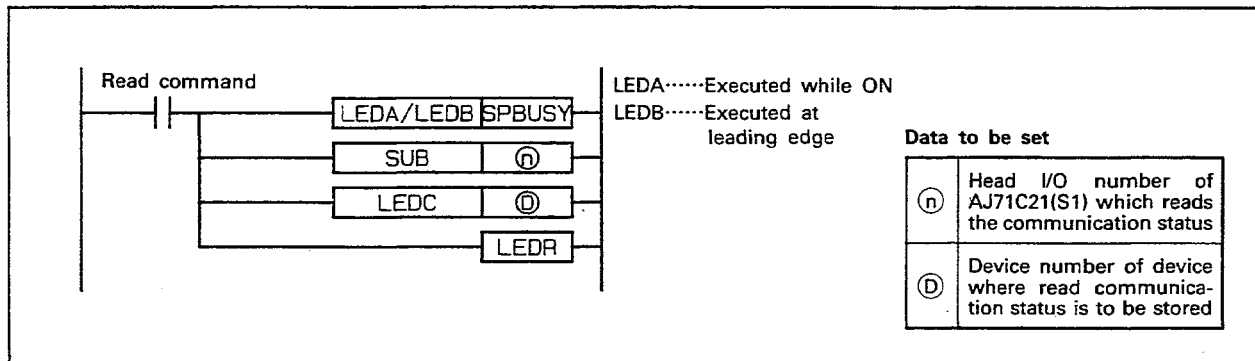 Read command
LEDA/LEDB SPBUSY
SUB ⓝ
LEDC Ⓓ
LEDR
LEDA······Executed while ON
LEDB······Executed at
leading edge
Data to be set
ⓝ Head I/O number of
AJ71C21(S1) which reads
the communication status
Ⓓ Device number of device
where read communica-
tion status is to be stored